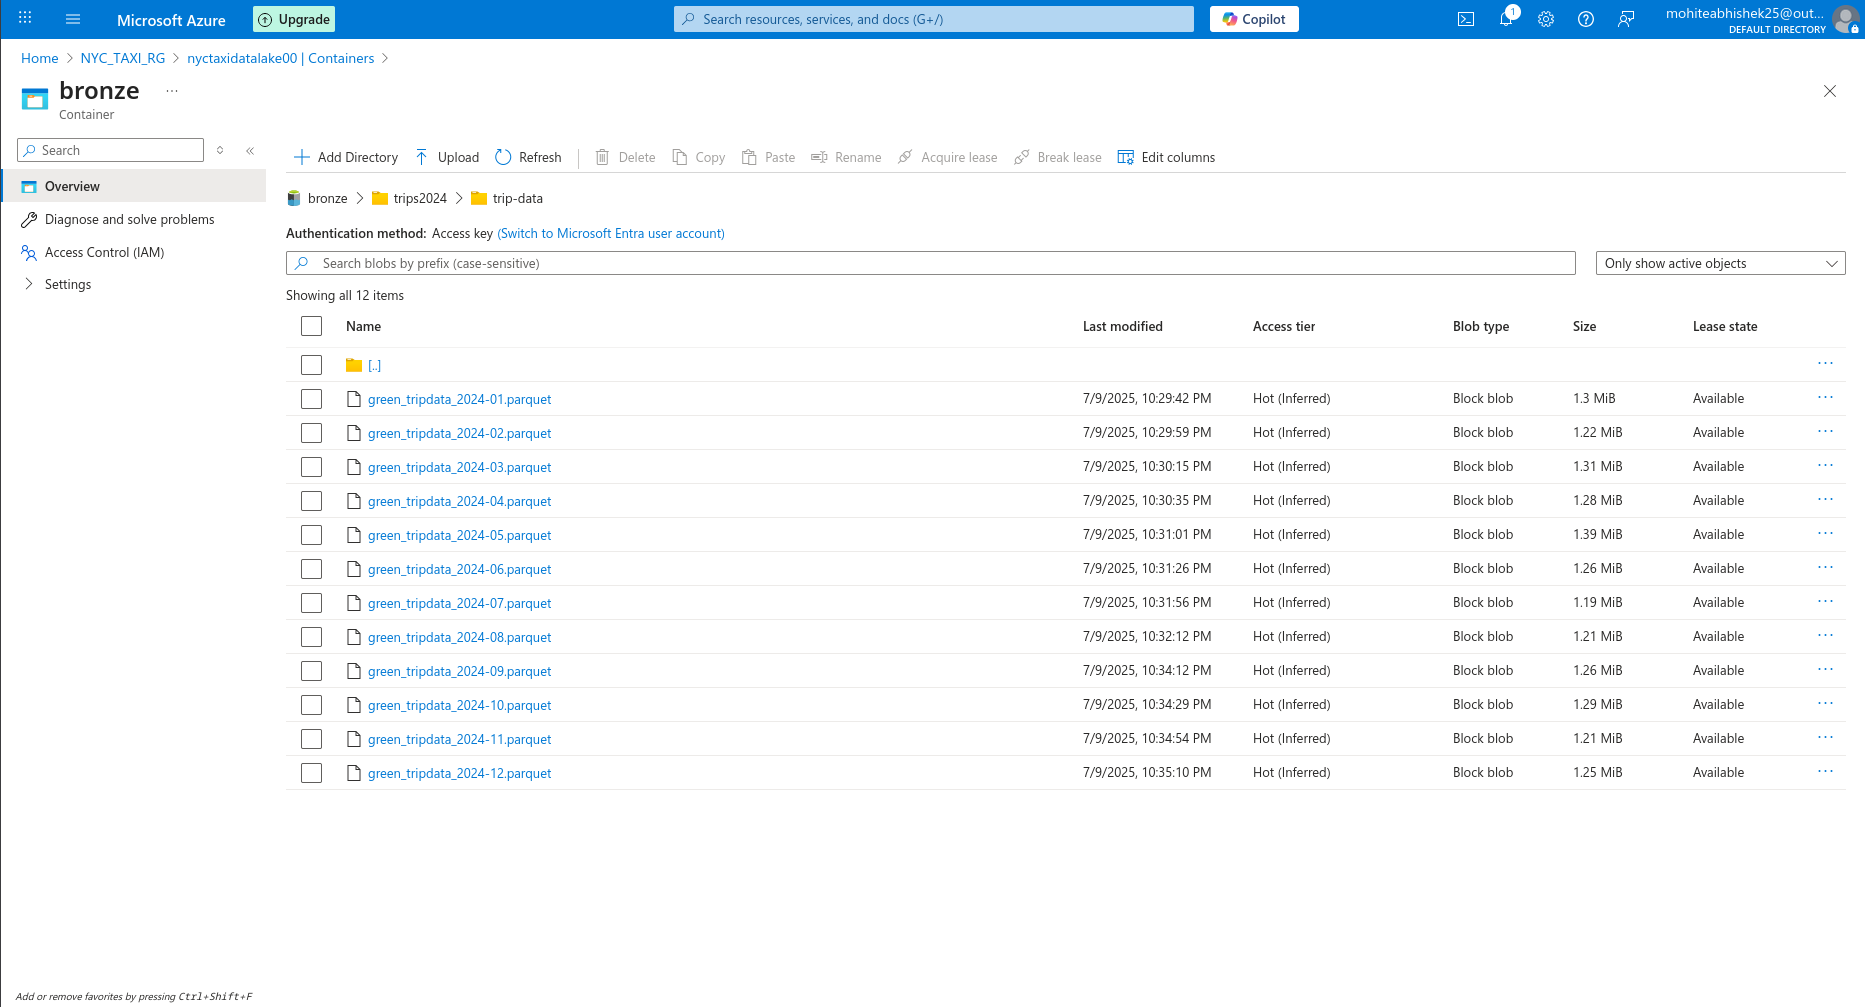 Microsoft Azure
Upgrade
Search resources, services, and docs (G+/)
Copilot
1
mohiteabhishek25@out...
DEFAULT DIRECTORY
Home > NYC_TAXI_RG > nyctaxidatalake00 | Containers >
bronze ...
Container
Search
Overview
Diagnose and solve problems
Access Control (IAM)
Settings
Add Directory Upload Refresh Delete Copy Paste Rename Acquire lease Break lease Edit columns
bronze > trips2024 > trip-data
Authentication method: Access key (Switch to Microsoft Entra user account)
Search blobs by prefix (case-sensitive)
Only show active objects
Showing all 12 items
Name Last modified Access tier Blob type Size Lease state
[..] ...
green_tripdata_2024-01.parquet 7/9/2025, 10:29:42 PM Hot (Inferred) Block blob 1.3 MiB Available ...
green_tripdata_2024-02.parquet 7/9/2025, 10:29:59 PM Hot (Inferred) Block blob 1.22 MiB Available ...
green_tripdata_2024-03.parquet 7/9/2025, 10:30:15 PM Hot (Inferred) Block blob 1.31 MiB Available ...
green_tripdata_2024-04.parquet 7/9/2025, 10:30:35 PM Hot (Inferred) Block blob 1.28 MiB Available ...
green_tripdata_2024-05.parquet 7/9/2025, 10:31:01 PM Hot (Inferred) Block blob 1.39 MiB Available ...
green_tripdata_2024-06.parquet 7/9/2025, 10:31:26 PM Hot (Inferred) Block blob 1.26 MiB Available ...
green_tripdata_2024-07.parquet 7/9/2025, 10:31:56 PM Hot (Inferred) Block blob 1.19 MiB Available ...
green_tripdata_2024-08.parquet 7/9/2025, 10:32:12 PM Hot (Inferred) Block blob 1.21 MiB Available ...
green_tripdata_2024-09.parquet 7/9/2025, 10:34:12 PM Hot (Inferred) Block blob 1.26 MiB Available ...
green_tripdata_2024-10.parquet 7/9/2025, 10:34:29 PM Hot (Inferred) Block blob 1.29 MiB Available ...
green_tripdata_2024-11.parquet 7/9/2025, 10:34:54 PM Hot (Inferred) Block blob 1.21 MiB Available ...
green_tripdata_2024-12.parquet 7/9/2025, 10:35:10 PM Hot (Inferred) Block blob 1.25 MiB Available ...
Add or remove favorites by pressing Ctrl+Shift+F